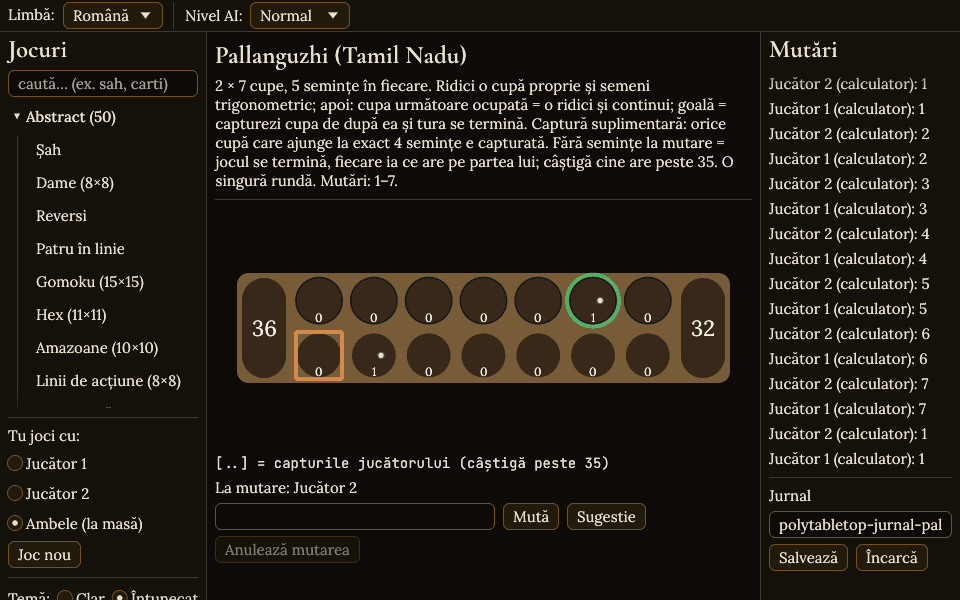 Limbă:
Română
Nivel AI:
Normal
Jocuri
caută... (ex. sah, carti)
Abstract (50)
Șah
Dame (8×8)
Reversi
Patru în linie
Gomoku (15×15)
Hex (11×11)
Amazoane (10×10)
Linii de acțiune (8×8)
Tu joci cu:
Jucător 1
Jucător 2
Ambele (la masă)
Joc nou
Temă:
Clar
Întunecat
Pallanguzhi (Tamil Nadu)
2 × 7 cupe, 5 semințe în fiecare. Ridici o cupă proprie și semeni
trigonometric; apoi: cupa următoare ocupată = o ridici și continui; goală =
capturezi cupa de după ea și tura se termină. Captură suplimentară: orice
cupă care ajunge la exact 4 semințe e capturată. Fără semințe la mutare =
jocul se termină, fiecare ia ce are pe partea lui; câștigă cine are peste 35. O
singură rundă. Mutări: 1–7.
36
0 0 0 0 0 1 0
0 1 0 0 0 0 0
32
[..] = capturile jucătorului (câștigă peste 35)
La mutare: Jucător 2
Mută
Sugestie
Anulează mutarea
Mutări
Jucător 2 (calculator): 1
Jucător 1 (calculator): 1
Jucător 2 (calculator): 2
Jucător 1 (calculator): 2
Jucător 2 (calculator): 3
Jucător 1 (calculator): 3
Jucător 2 (calculator): 4
Jucător 1 (calculator): 4
Jucător 2 (calculator): 5
Jucător 1 (calculator): 5
Jucător 2 (calculator): 6
Jucător 1 (calculator): 6
Jucător 2 (calculator): 7
Jucător 1 (calculator): 7
Jucător 2 (calculator): 1
Jucător 1 (calculator): 1
Jurnal
polytabletop-jurnal-pal
Salvează
Încarcă